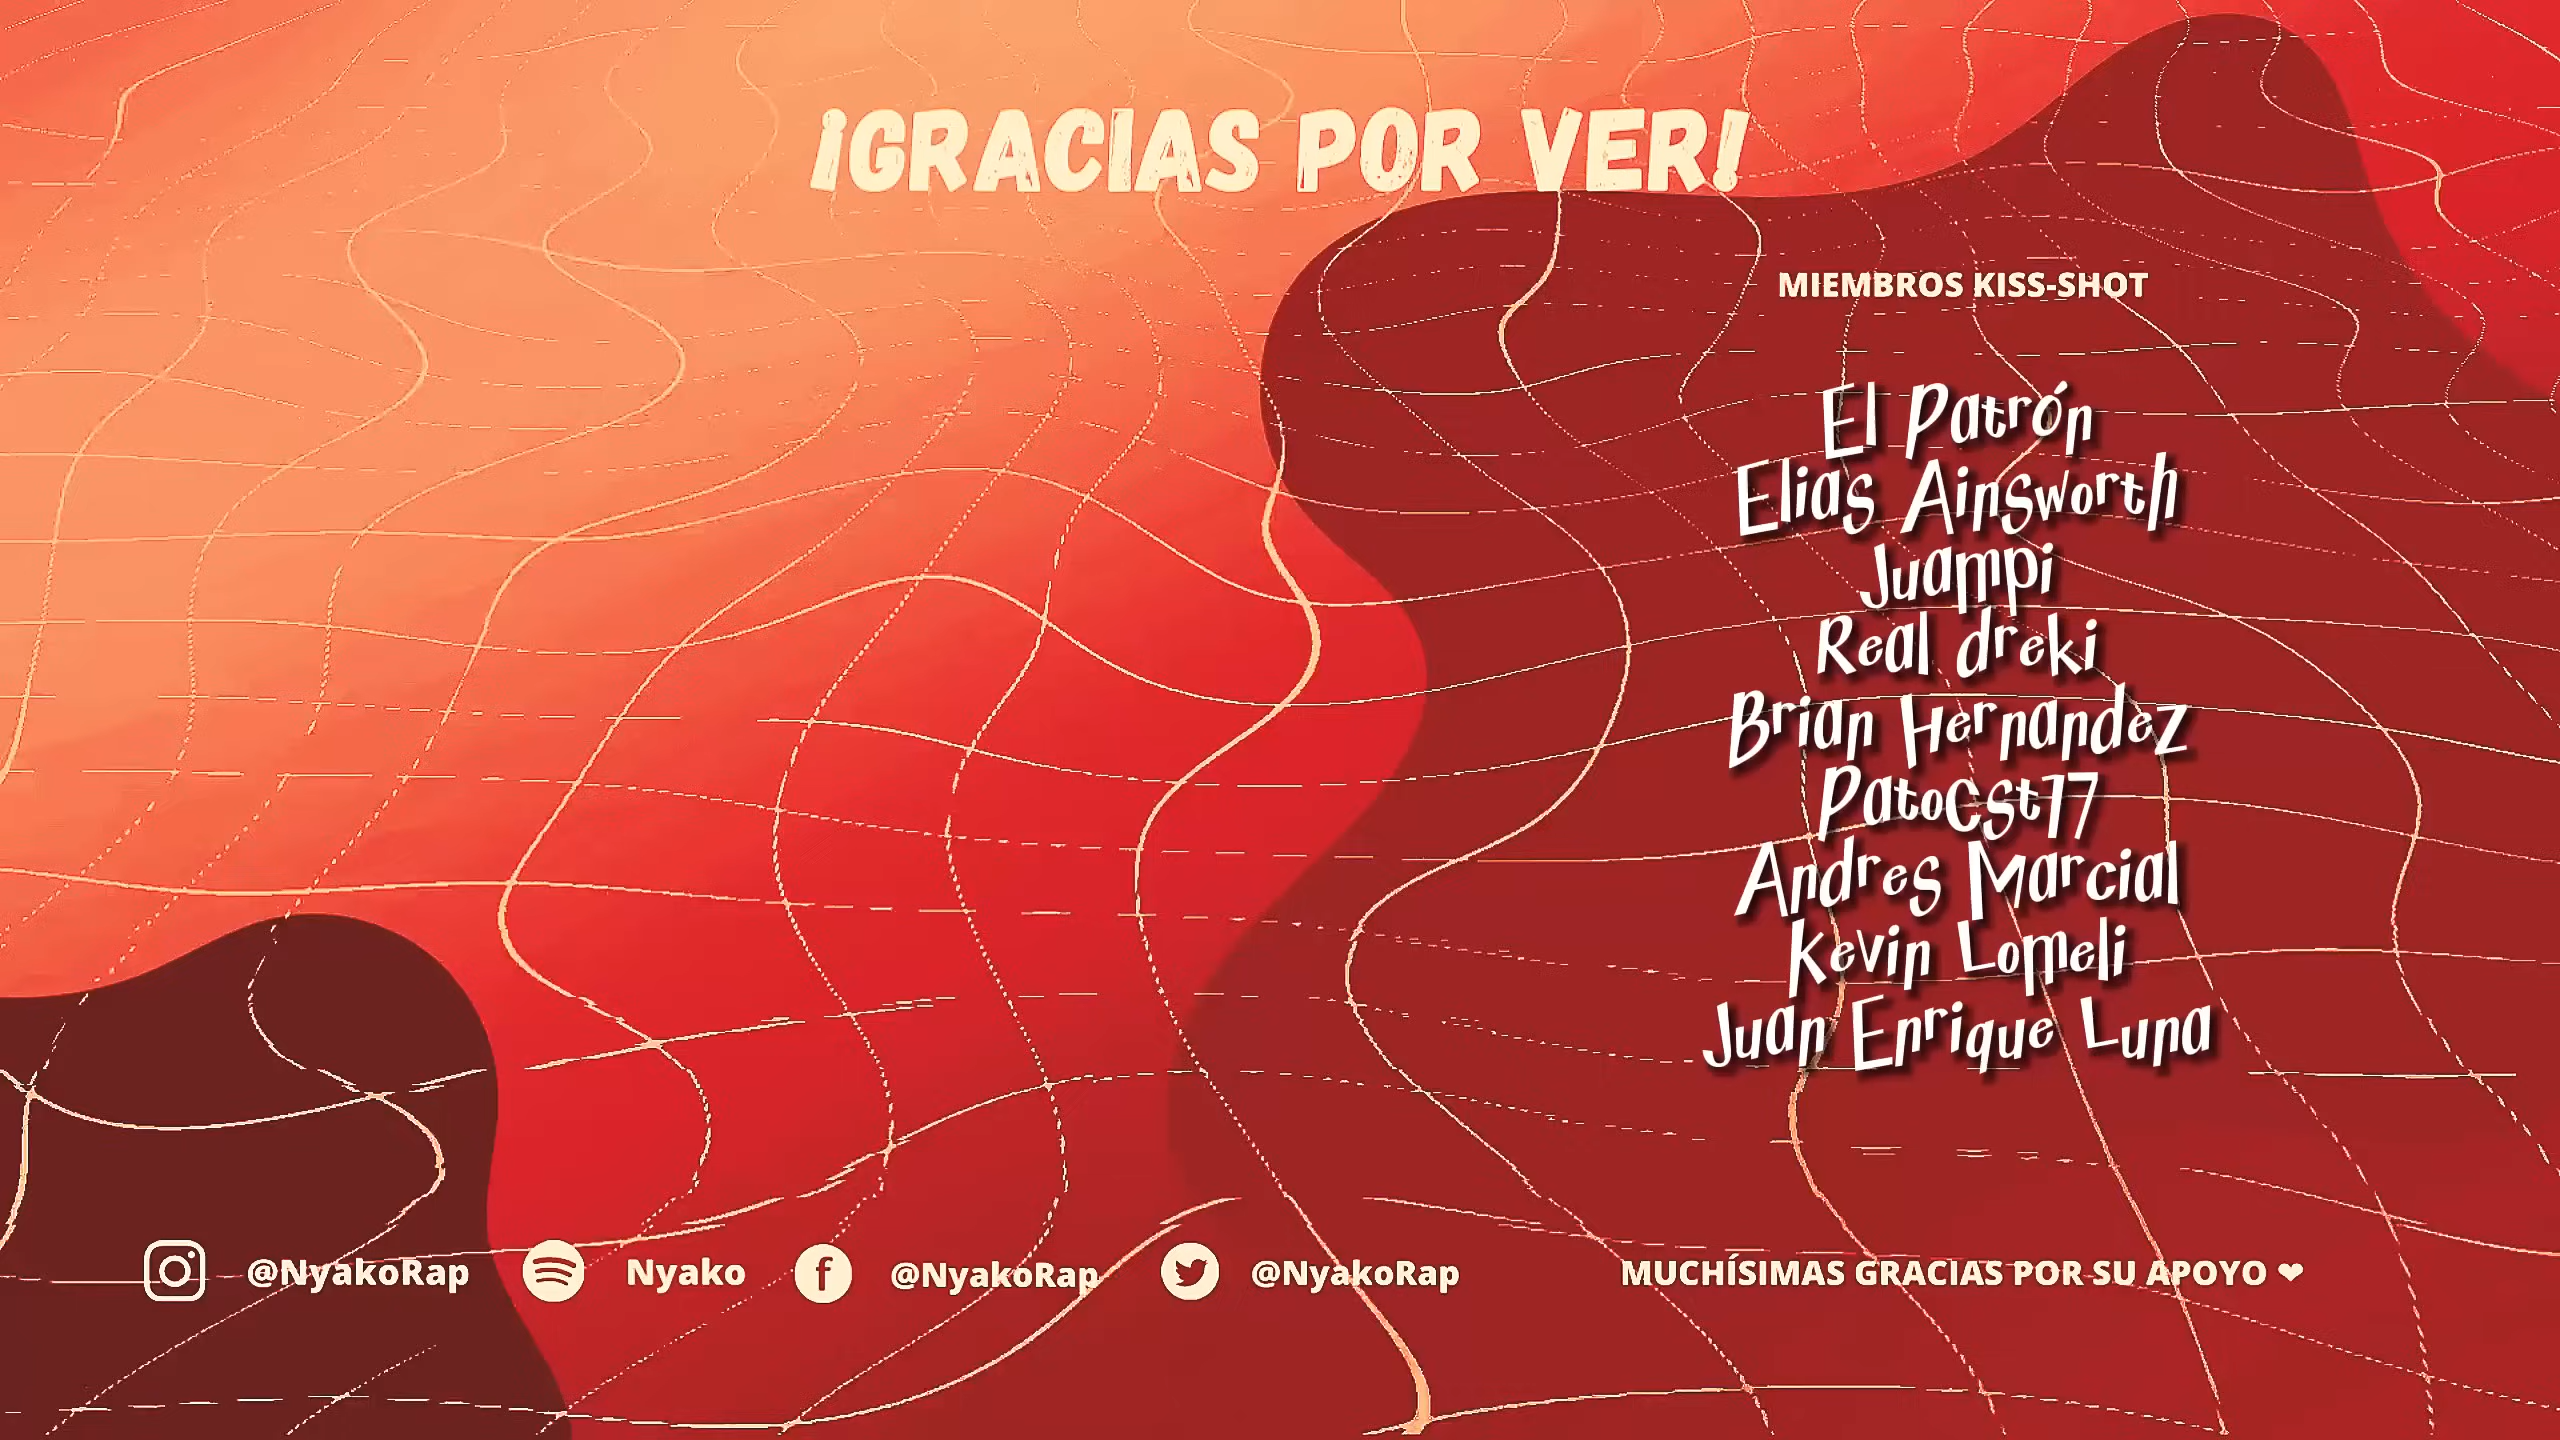 ¡GRACIAS POR VER!
MIEMBROS KISS-SHOT
El Patrón
Elias Ainsworth
Juampi
Real dreki
Brian Hernandez
PatoCst17
Andres Marcial
Kevin Lomeli
Juan Enrique Luna
@NyakoRap Nyako @NyakoRap @NyakoRap MUCHÍSIMAS GRACIAS POR SU APOYO ❤